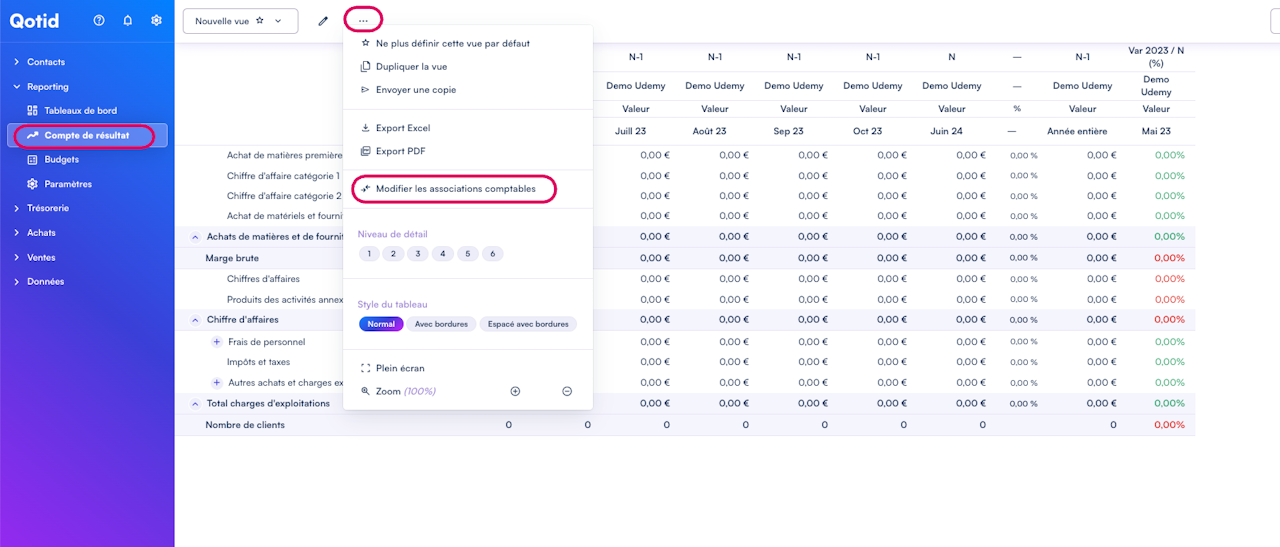 Qotid
Nouvelle vue
...
Contacts
Reporting
Tableaux de bord
Compte de résultat
Budgets
Paramètres
Trésorerie
Achats
Ventes
Données
Ne plus définir cette vue par défaut
Dupliquer la vue
Envoyer une copie
Export Excel
Export PDF
Modifier les associations comptables
Niveau de détail
1 2 3 4 5 6
Style du tableau
Normal Avec bordures Espacé avec bordures
Plein écran
Zoom (100%)
N-1 N-1 N-1 N-1 N — N-1 Var 2023 / N
(%)
Demo Udemy Demo Udemy Demo Udemy Demo Udemy Demo Udemy — Demo Udemy Demo
Udemy
Valeur Valeur Valeur Valeur Valeur % Valeur Valeur
Juill 23 Août 23 Sep 23 Oct 23 Juin 24 — Année entière Mai 23
Achat de matières première 0,00 € 0,00 € 0,00 € 0,00 € 0,00 € 0,00 % 0,00 € 0,00%
Chiffre d'affaire catégorie 1 0,00 € 0,00 € 0,00 € 0,00 € 0,00 € 0,00 % 0,00 € 0,00%
Chiffre d'affaire catégorie 2 0,00 € 0,00 € 0,00 € 0,00 € 0,00 € 0,00 % 0,00 € 0,00%
Achat de matériels et fourni 0,00 € 0,00 € 0,00 € 0,00 € 0,00 € 0,00 % 0,00 € 0,00%
Achats de matières et de fournit 0,00 € 0,00 € 0,00 € 0,00 € 0,00 € 0,00 % 0,00 € 0,00%
Marge brute 0,00 € 0,00 € 0,00 € 0,00 € 0,00 € 0,00 % 0,00 € 0,00%
Chiffres d'affaires 0,00 € 0,00 € 0,00 € 0,00 € 0,00 € 0,00 % 0,00 € 0,00%
Produits des activités annex 0,00 € 0,00 € 0,00 € 0,00 € 0,00 € 0,00 % 0,00 € 0,00%
Chiffre d'affaires 0,00 € 0,00 € 0,00 € 0,00 € 0,00 € 0,00 % 0,00 € 0,00%
Frais de personnel 0,00 € 0,00 € 0,00 € 0,00 € 0,00 € 0,00 % 0,00 € 0,00%
Impôts et taxes 0,00 € 0,00 € 0,00 € 0,00 € 0,00 € 0,00 % 0,00 € 0,00%
Autres achats et charges ex 0,00 € 0,00 € 0,00 € 0,00 € 0,00 € 0,00 % 0,00 € 0,00%
Total charges d'exploitations 0,00 € 0,00 € 0,00 € 0,00 € 0,00 € 0,00 % 0,00 € 0,00%
Nombre de clients 0 0 0 0 0 0 0 0 0,00%